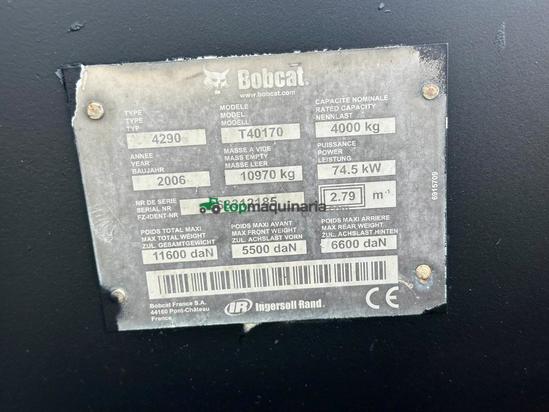 Bobcat.
www.bobcat.com
TYPE MODELE CAPACITE NOMINALE
TYPE MODEL RATED CAPACITY
TYP MODELL NENNLAST
4290 T40170 4000 kg
ANNEE MASSE A VIDE PUISSANCE
YEAR MASS EMPTY POWER
BAUJAHR MASSE LEER LEISTUNG
2006 10970 kg 74.5 kW
NR DE SERIE
SERIAL NR
FZ-IDENT-NR
topmaquinaria.com
2.79 m⁻¹
POIDS TOTAL MAXI POIDS MAXI AVANT POIDS MAXI ARRIERE
MAX TOTAL WEIGHT MAX FRONT WEIGHT MAX REAR WEIGHT
ZUL. GESAMTGEWICHT ZUL. ACHSLAST VORN ZUL. ACHSLAST HINTEN
11600 daN 5500 daN 6600 daN
Bobcat France S.A.
44160 Pont-Château
France
IR Ingersoll Rand.
CE
6915709